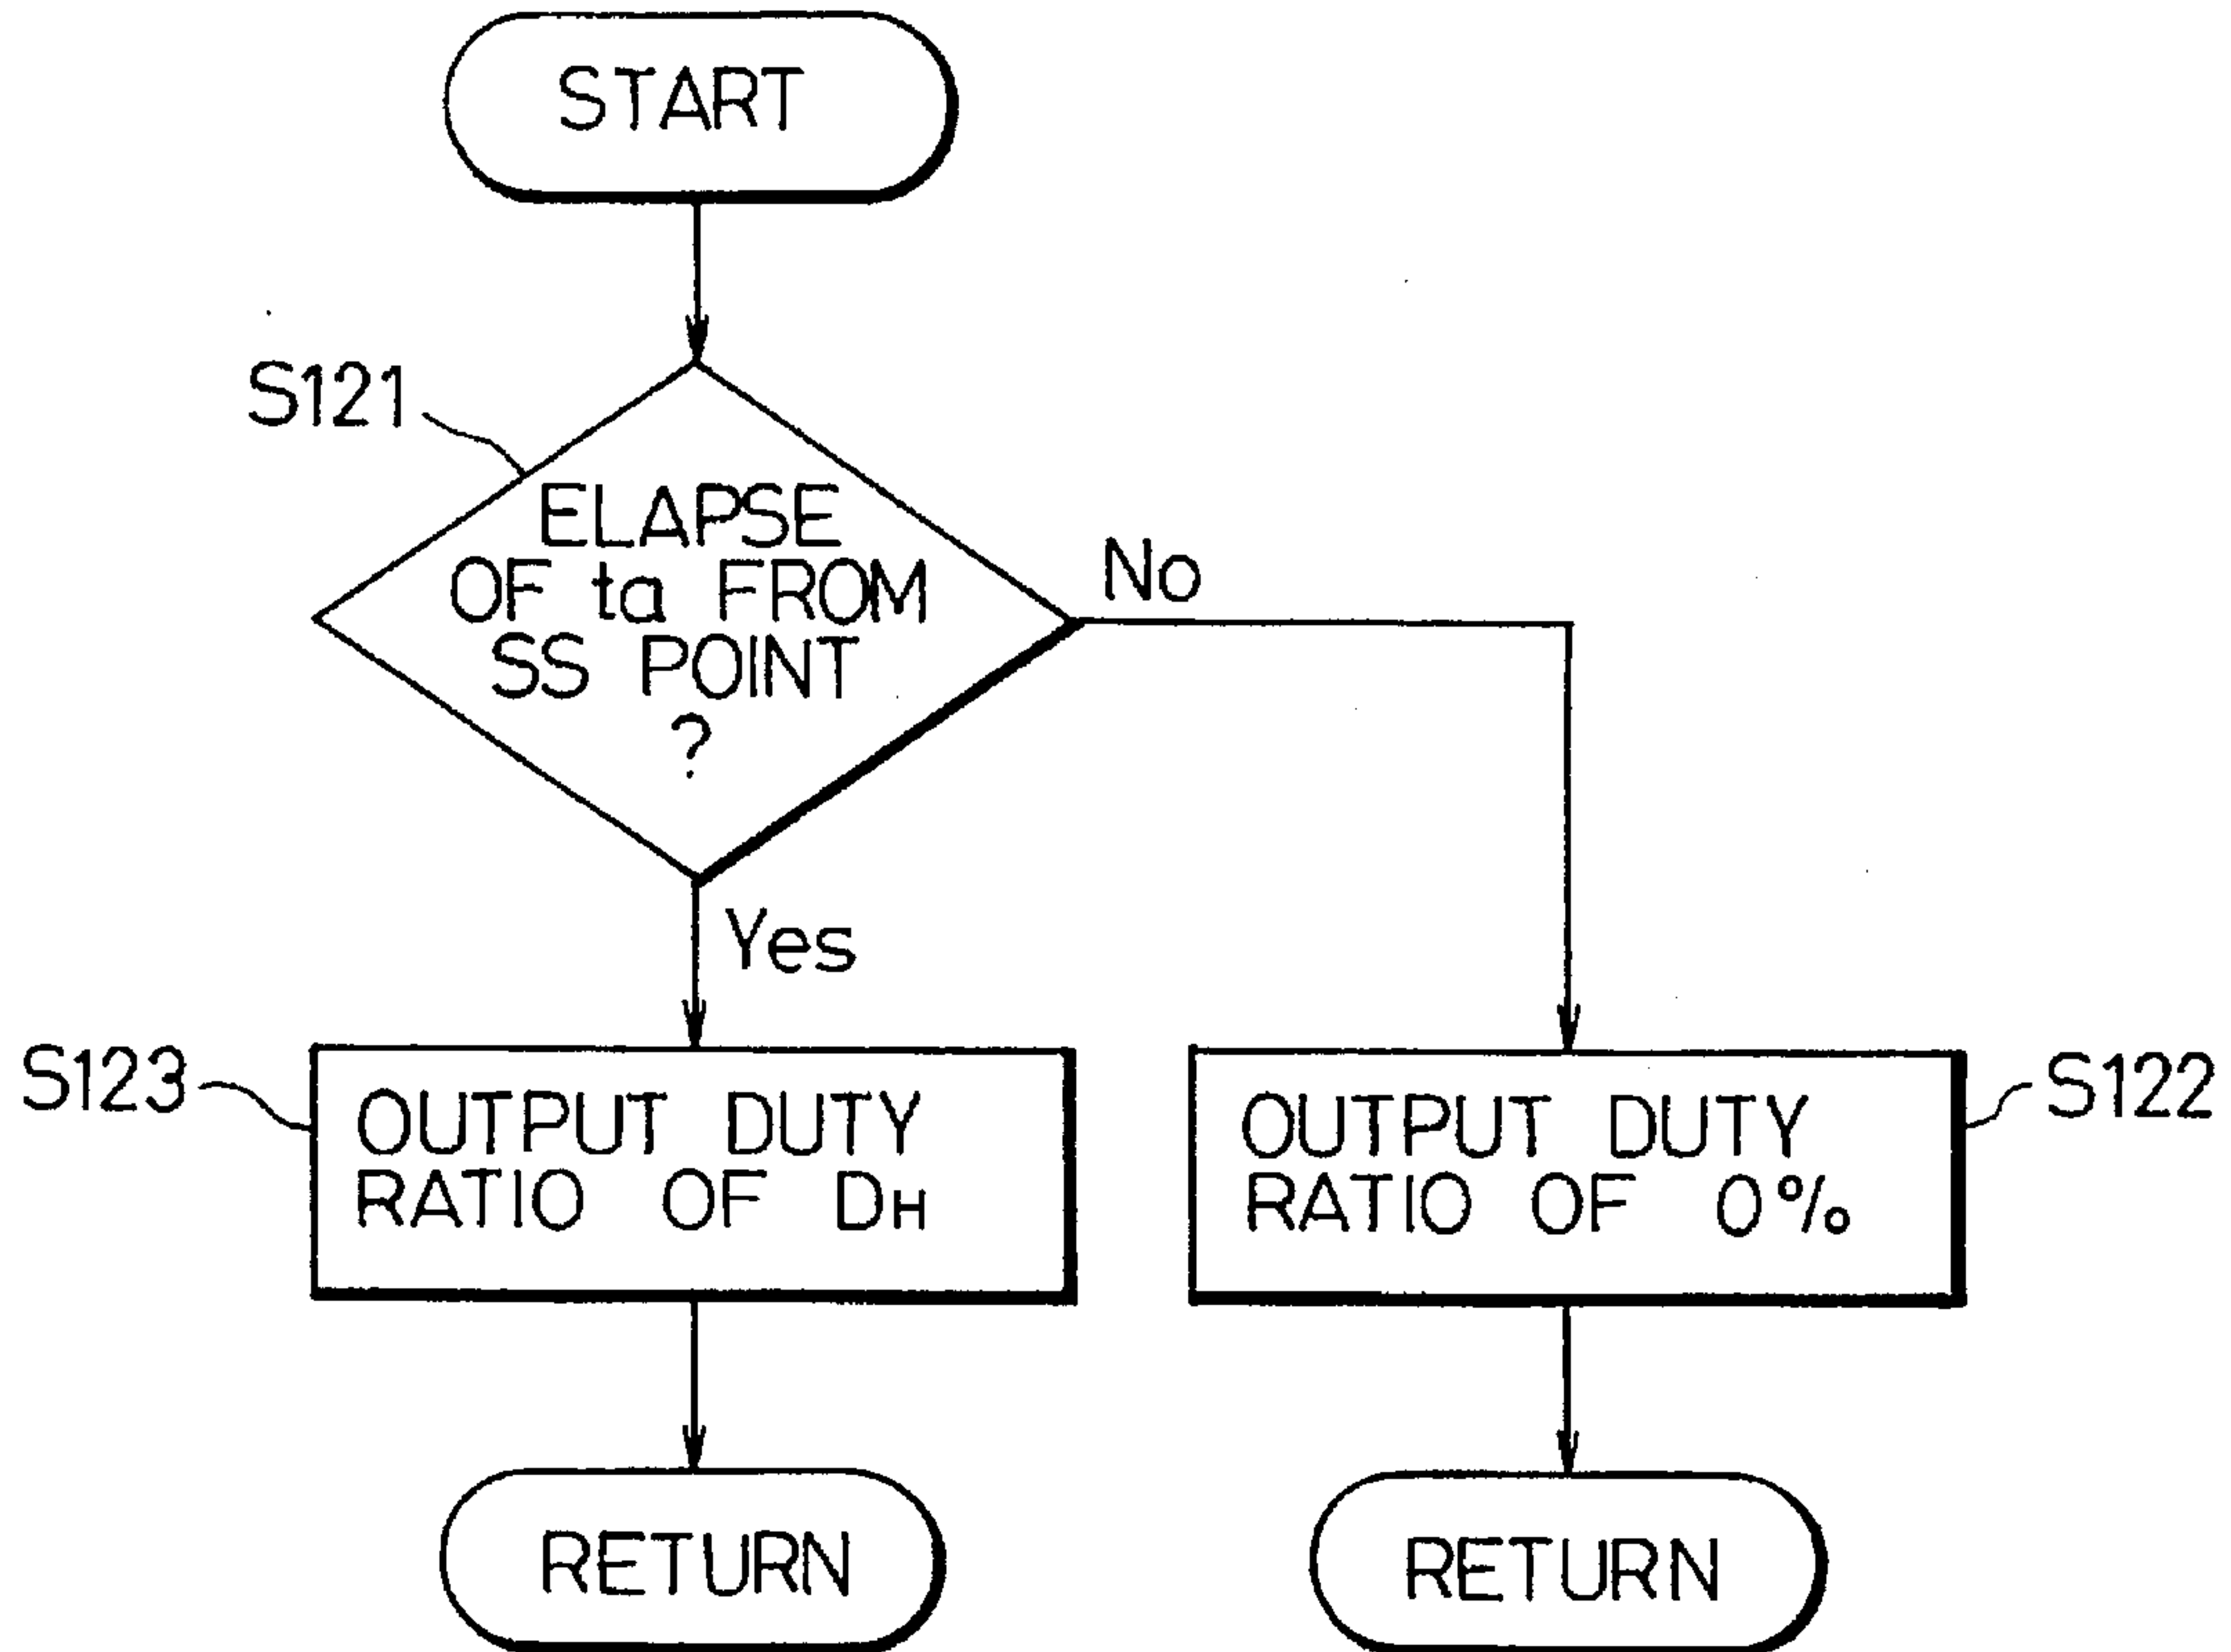 START
S121
ELAPSE
OF ta FROM
SS POINT
?
No
Yes
S123
OUTPUT DUTY
RATIO OF DH
OUTPUT DUTY
RATIO OF 0%
S122
RETURN
RETURN